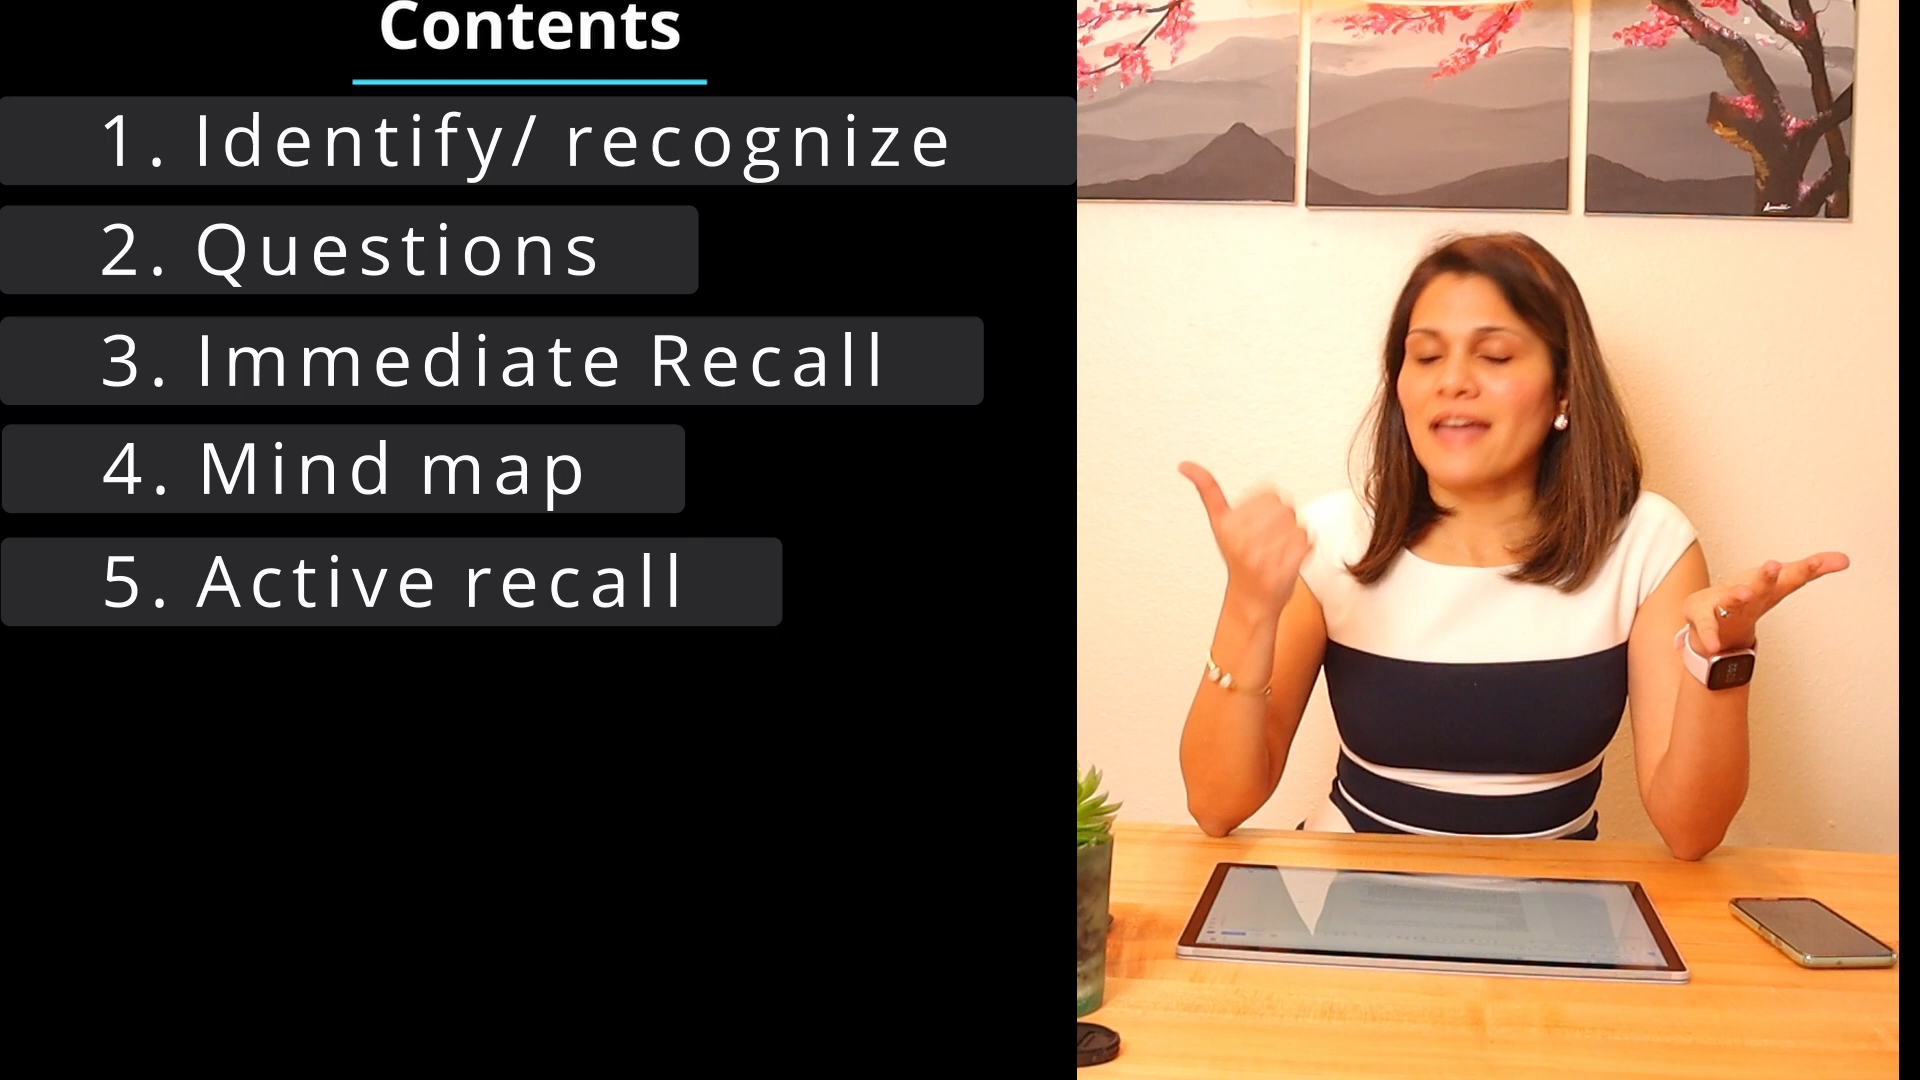 Contents
1. Identify/ recognize
2. Questions
3. Immediate Recall
4. Mind map
5. Active recall